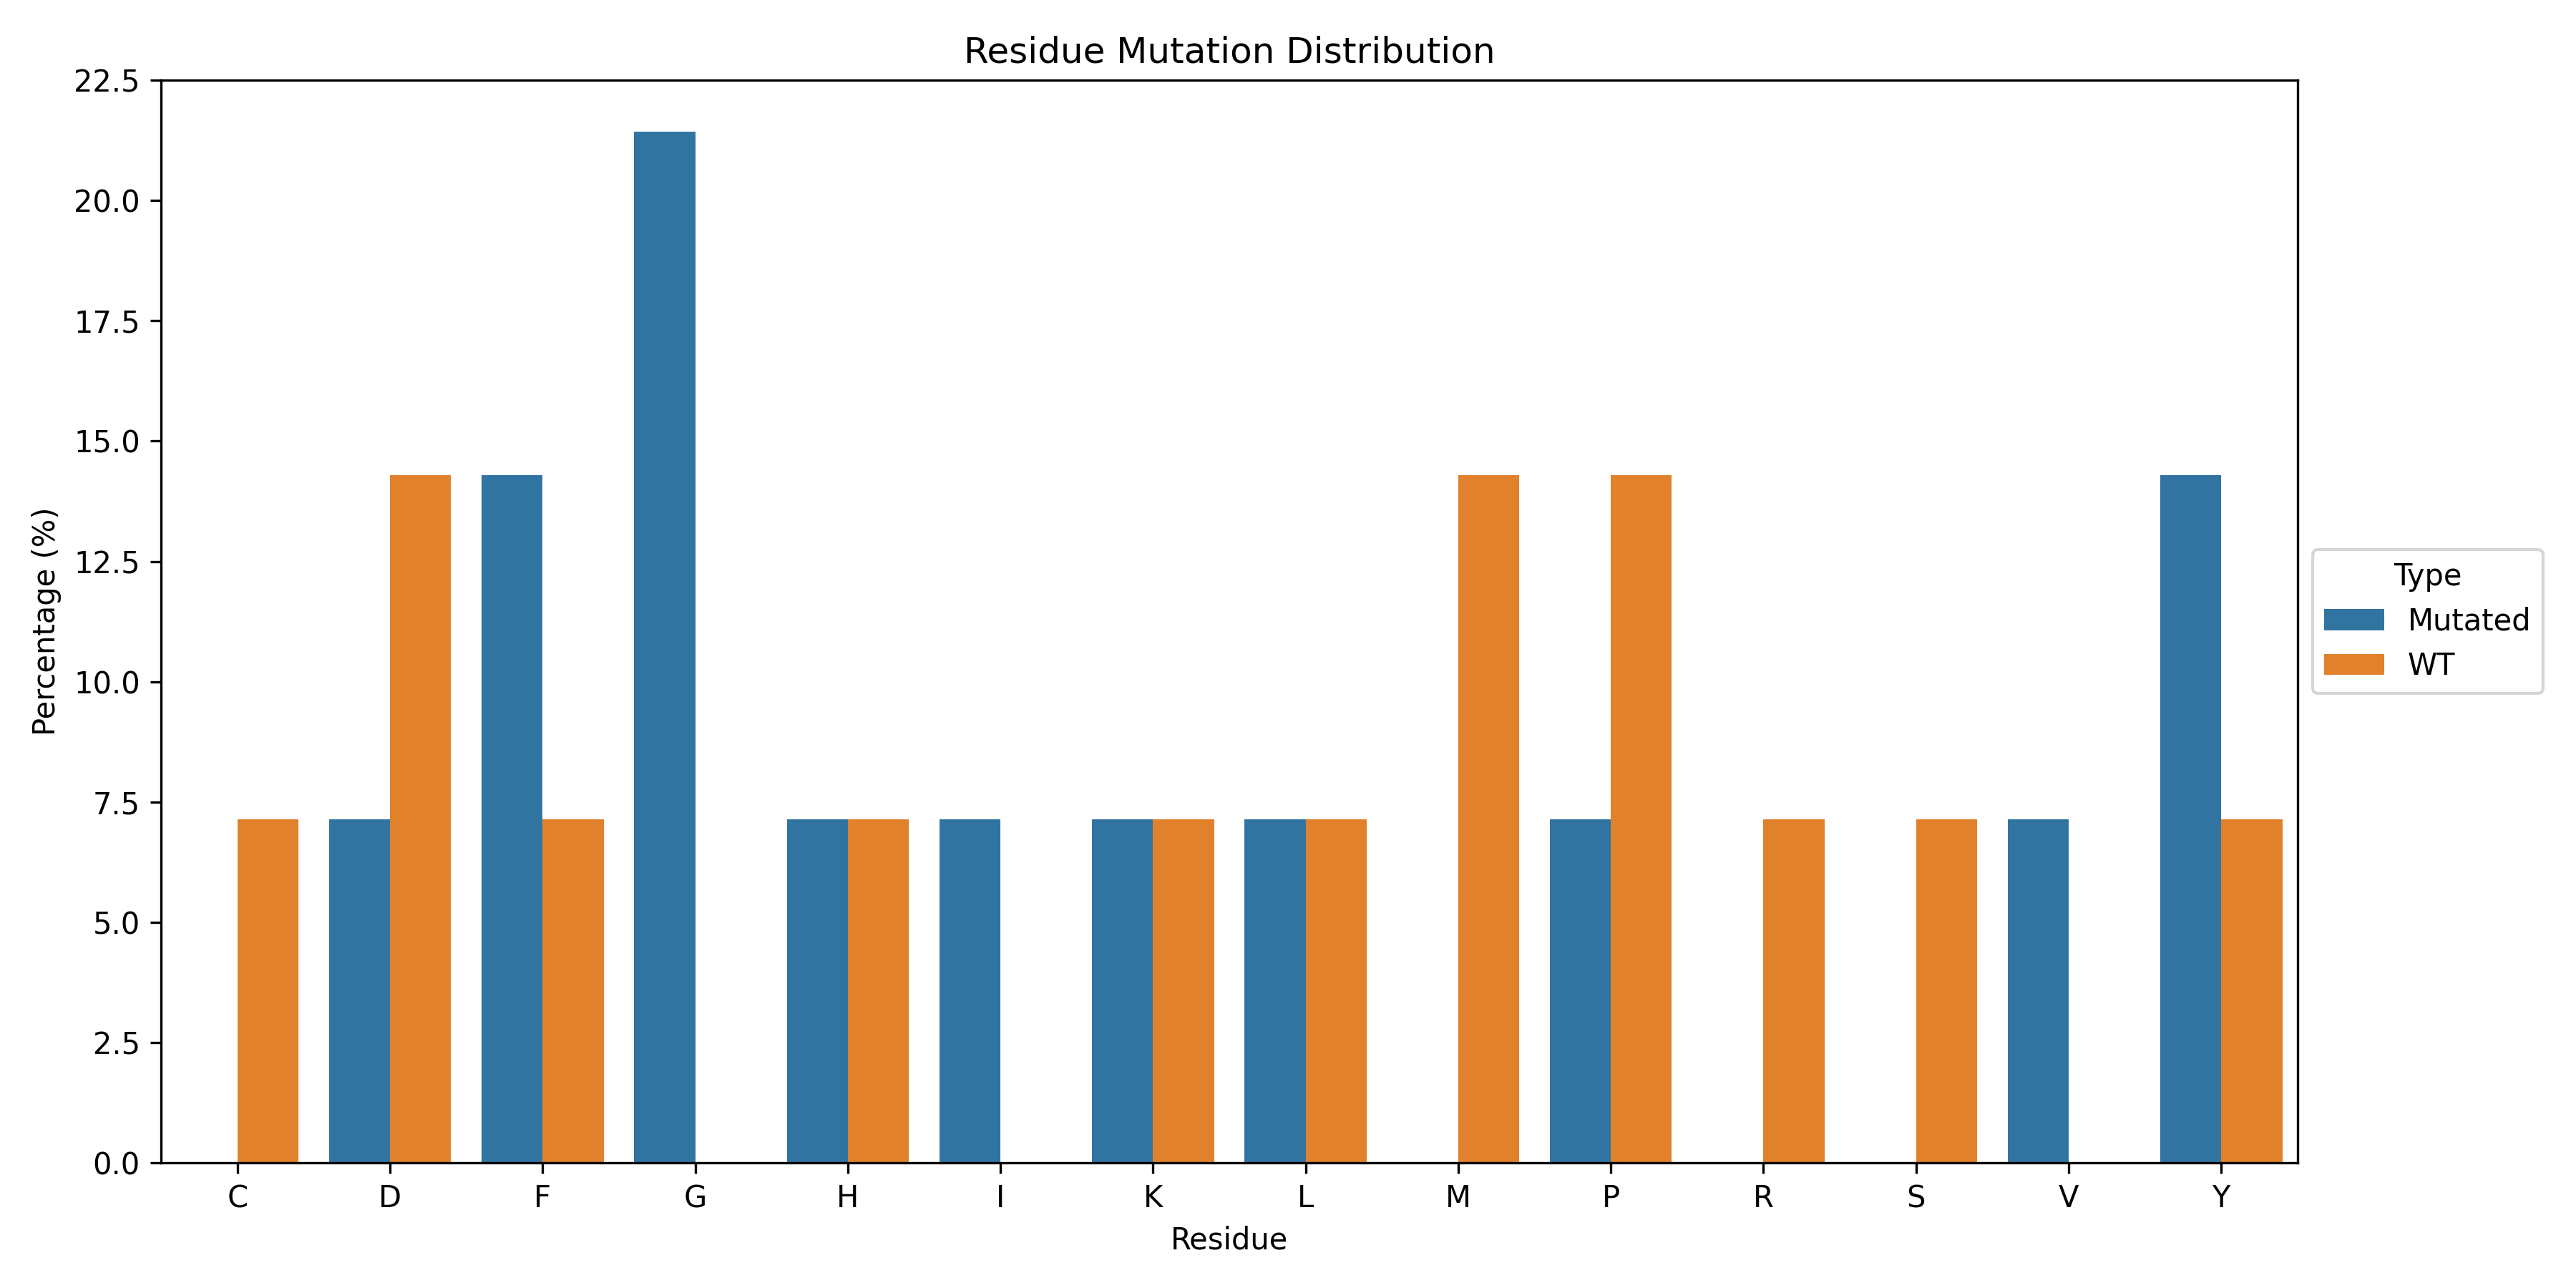 Residue Mutation Distribution
22.5
20.0
17.5
15.0
12.5
10.0
7.5
5.0
2.5
0.0
Percentage (%)
C D F G H I K L M P R S V Y
Residue
Type
Mutated
WT